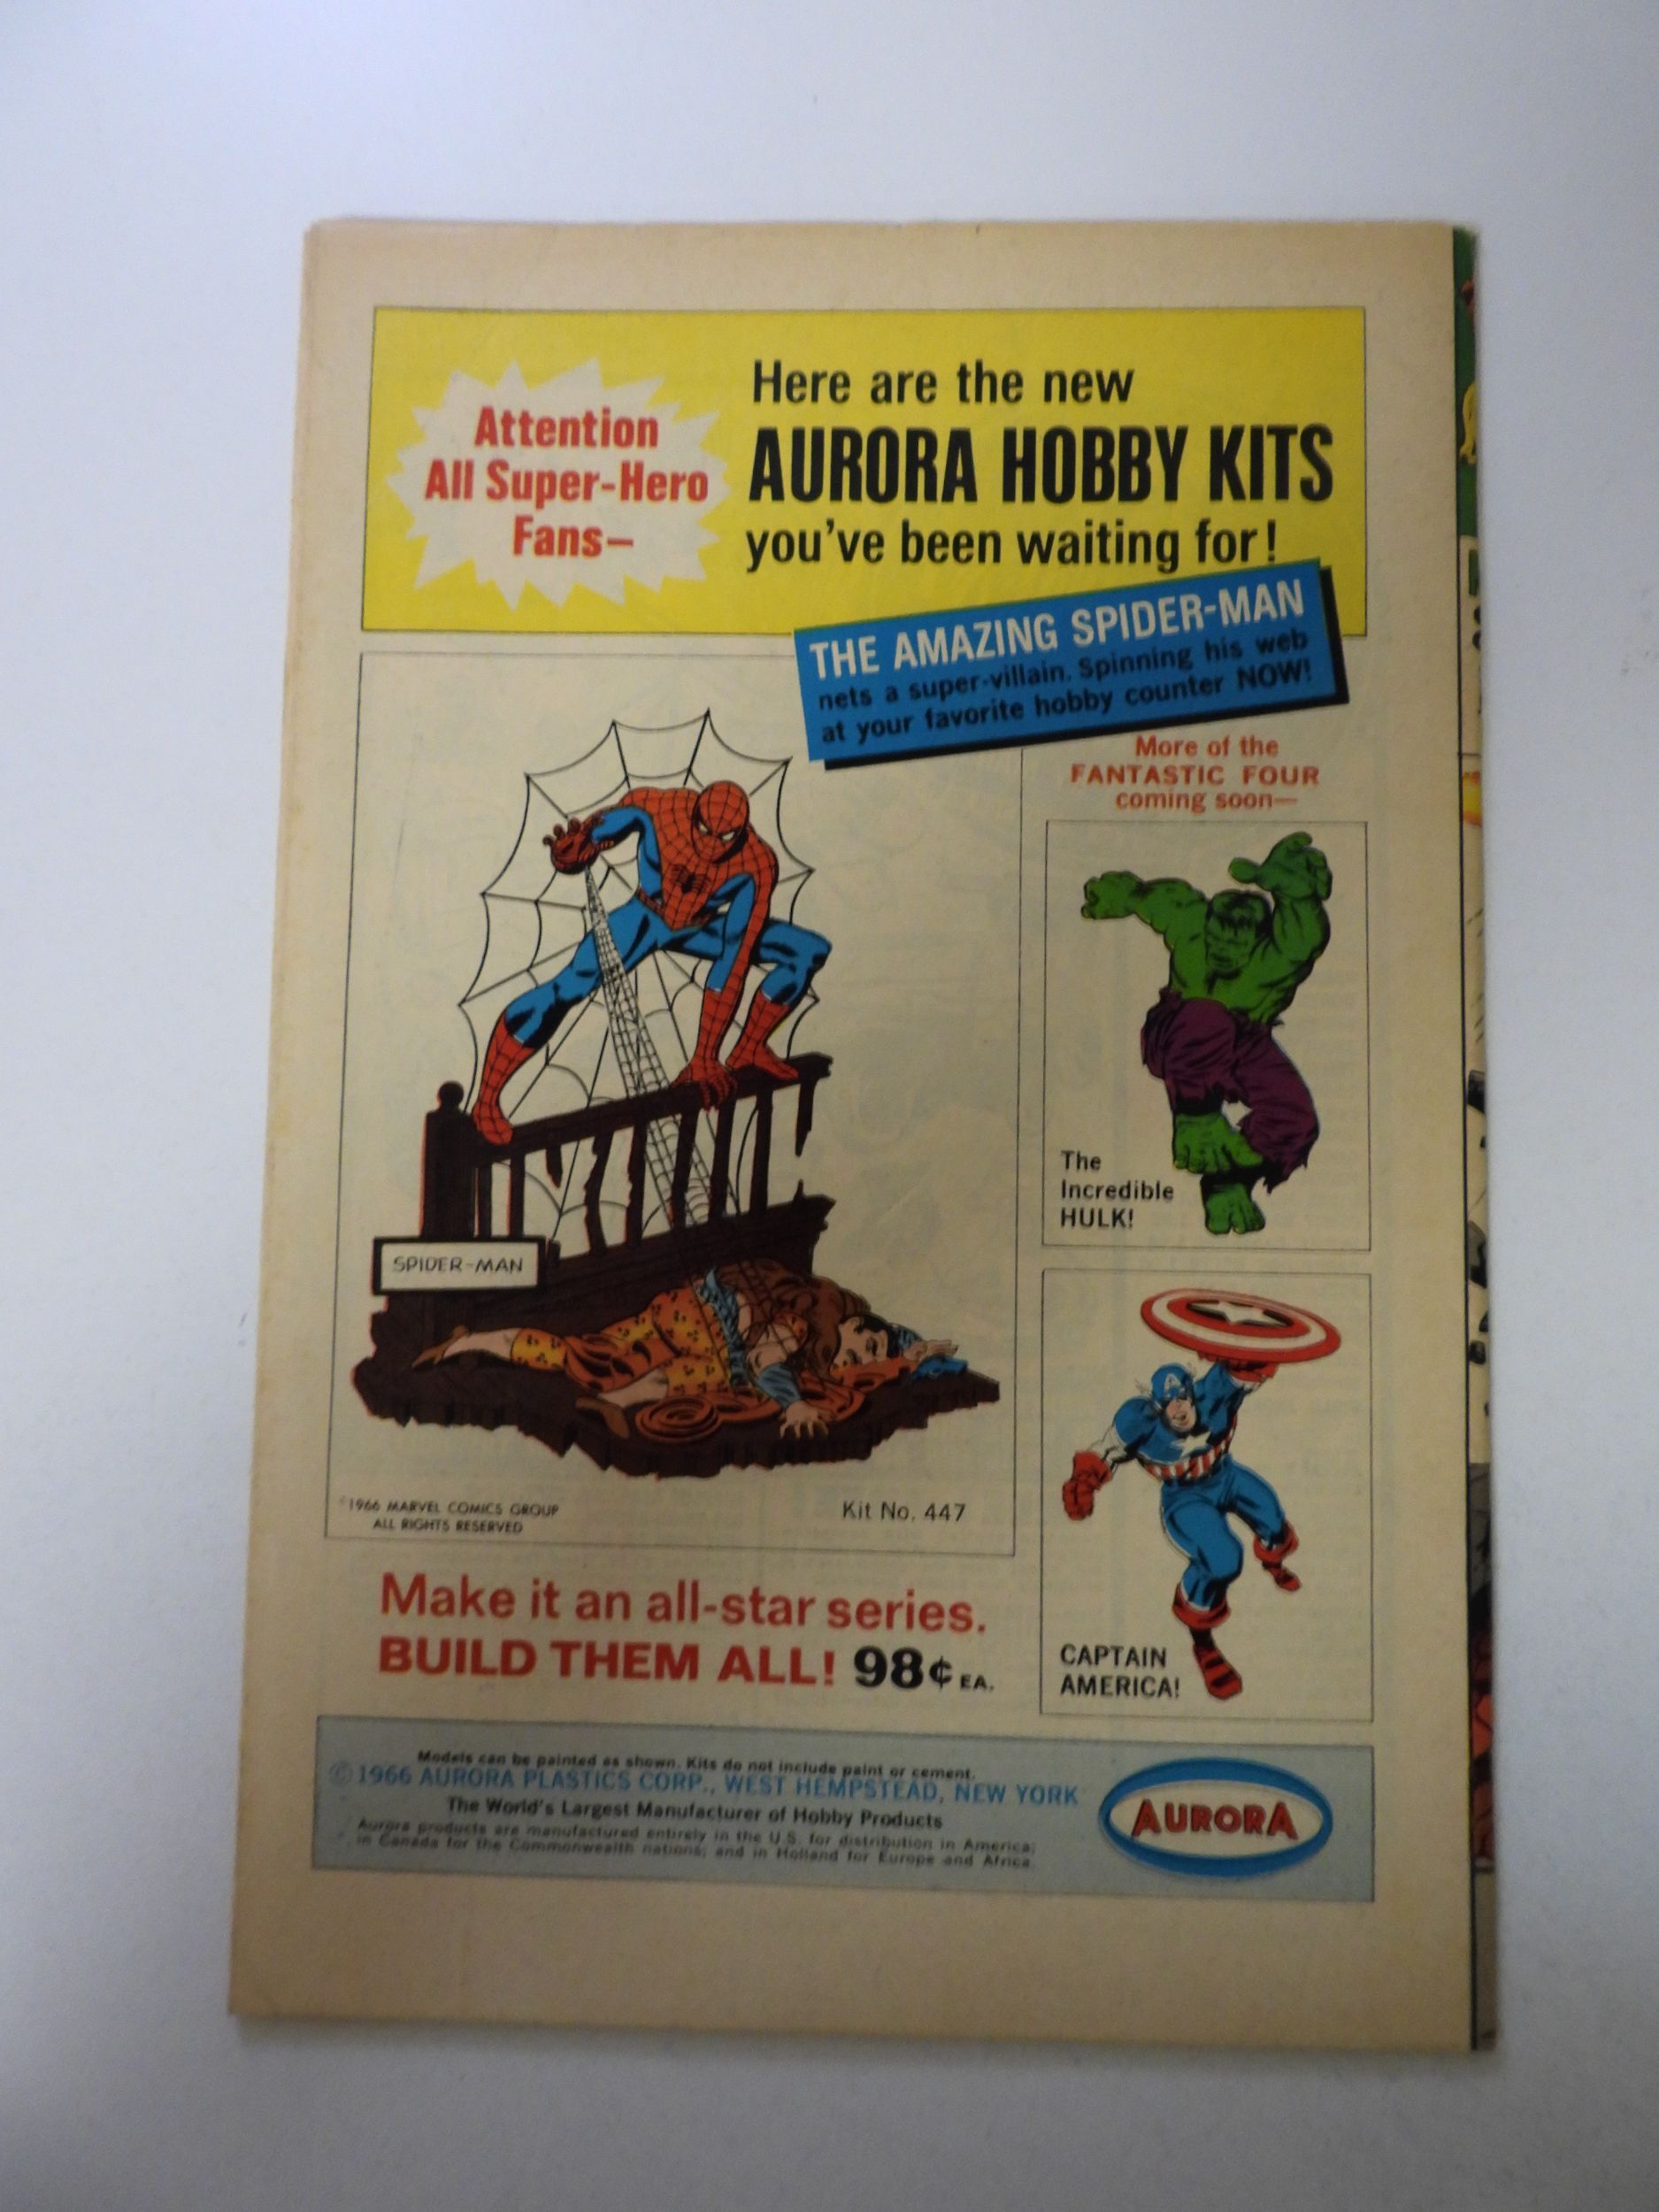 Attention
All Super-Hero
Fans—
Here are the new
AURORA HOBBY KITS
you've been waiting for!
THE AMAZING SPIDER-MAN
nets a super-villain. Spinning his web
at your favorite hobby counter NOW!
More of the
FANTASTIC FOUR
coming soon—
The
Incredible
HULK!
SPIDER-MAN
©1966 MARVEL COMICS GROUP
ALL RIGHTS RESERVED
Kit No. 447
CAPTAIN
AMERICA!
Make it an all-star series.
BUILD THEM ALL! 98¢ EA.
Models can be painted as shown. Kits do not include paint or cement.
©1966 AURORA PLASTICS CORP., WEST HEMPSTEAD, NEW YORK
The World's Largest Manufacturer of Hobby Products
Aurora products are manufactured entirely in the U.S. for distribution in America;
in Canada for the Commonwealth nations; and in Holland for Europe and Africa.
AURORA